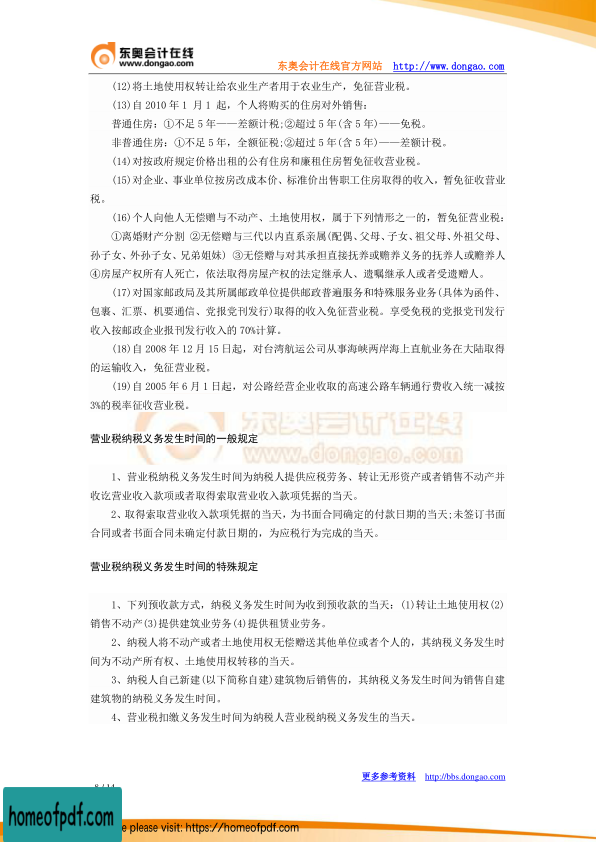 东奥会计在线
www.dongao.com
东奥会计在线官方网站 http://www.dongao.com
(12)将土地使用权转让给农业生产者用于农业生产，免征营业税。
(13)自 2010 年 1 月 1 起，个人将购买的住房对外销售：
普通住房：①不足 5 年——差额计税;②超过 5 年(含 5 年)——免税。
非普通住房：①不足 5 年，全额征税;②超过 5 年(含 5 年)——差额计税。
(14)对按政府规定价格出租的公有住房和廉租住房暂免征收营业税。
(15)对企业、事业单位按房改成本价、标准价出售职工住房取得的收入，暂免征收营业
税。
(16)个人向他人无偿赠与不动产、土地使用权，属于下列情形之一的，暂免征营业税：
①离婚财产分割 ②无偿赠与三代以内直系亲属(配偶、父母、子女、祖父母、外祖父母、
孙子女、外孙子女、兄弟姐妹) ③无偿赠与对其承担直接抚养或赡养义务的抚养人或赡养人
④房屋产权所有人死亡，依法取得房屋产权的法定继承人、遗嘱继承人或者受遗赠人。
(17)对国家邮政局及其所属邮政单位提供邮政普遍服务和特殊服务业务(具体为函件、
包裹、汇票、机要通信、党报党刊发行)取得的收入免征营业税。享受免税的党报党刊发行
收入按邮政企业报刊发行收入的 70%计算。
(18)自 2008 年 12 月 15 日起，对台湾航运公司从事海峡两岸海上直航业务在大陆取得
的运输收入，免征营业税。
(19)自 2005 年 6 月 1 日起，对公路经营企业收取的高速公路车辆通行费收入统一减按
3%的税率征收营业税。
东奥会计在线
www.dongao.com
营业税纳税义务发生时间的一般规定
1、营业税纳税义务发生时间为纳税人提供应税劳务、转让无形资产或者销售不动产并
收讫营业收入款项或者取得索取营业收入款项凭据的当天。
2、取得索取营业收入款项凭据的当天，为书面合同确定的付款日期的当天;未签订书面
合同或者书面合同未确定付款日期的，为应税行为完成的当天。
营业税纳税义务发生时间的特殊规定
1、下列预收款方式，纳税义务发生时间为收到预收款的当天：(1)转让土地使用权(2)
销售不动产(3)提供建筑业劳务(4)提供租赁业劳务。
2、纳税人将不动产或者土地使用权无偿赠送其他单位或者个人的，其纳税义务发生时
间为不动产所有权、土地使用权转移的当天。
3、纳税人自己新建(以下简称自建)建筑物后销售的，其纳税义务发生时间为销售自建
建筑物的纳税义务发生时间。
4、营业税扣缴义务发生时间为纳税人营业税纳税义务发生的当天。
更多参考资料 http://bbs.dongao.com
8 / 14
homeofpdf.com
please visit: https://homeofpdf.com